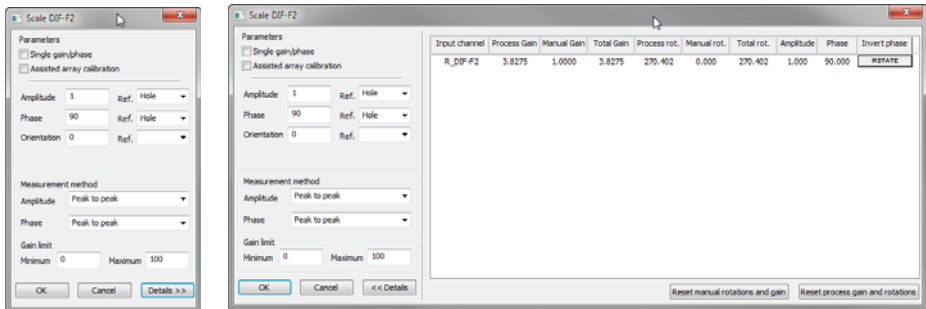 Scale DIF-F2
Parameters
Single gain/phase
Assisted array calibration
Amplitude 1 Ref. Hole
Phase 90 Ref. Hole
Orientation 0 Ref.
Measurement method
Amplitude Peak to peak
Phase Peak to peak
Gain limit
Minimum 0 Maximum 100
OK Cancel Details >>
Scale DIF-F2
Parameters
Single gain/phase
Assisted array calibration
Amplitude 1 Ref. Hole
Phase 90 Ref. Hole
Orientation 0 Ref.
Measurement method
Amplitude Peak to peak
Phase Peak to peak
Gain limit
Minimum 0 Maximum 100
OK Cancel << Details
Input channel Process Gain Manual Gain Total Gain Process rot. Manual rot. Total rot. Amplitude Phase Invert phase
R_DIF-F2 3.8275 1.0000 3.8275 270.402 0.000 270.402 1.000 90.000 ROTATE
Reset manual rotations and gain Reset process gain and rotations